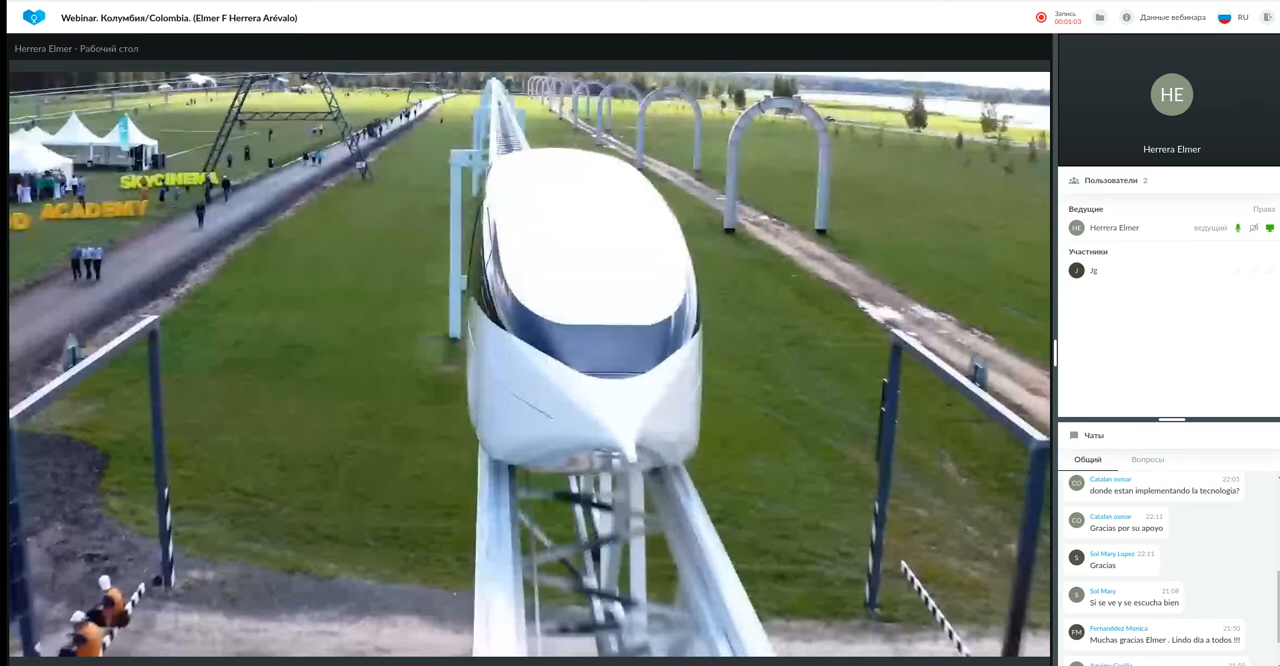 Webinar. Колумбия/Colombia. (Elmer F Herrera Arévalo)
Запись
00:01:03
Данные вебинара
RU
Herrera Elmer - Рабочий стол
SKYCINEMA
D ACADEMY
HE
Herrera Elmer
Пользователи 2
Ведущие Права
HE Herrera Elmer ведущий
Участники
J Jg
Чаты
Общий Вопросы
CO Catalan osmar 22:05
donde estan implementando la tecnologia?
CO Catalan osmar 22:11
Gracias por su apoyo
S Sol Mary Lopez 22:11
Gracias
S Sol Mary 21:08
Si se ve y se escucha bien
FM Fernanddez Monica 21:50
Muchas gracias Elmer . Lindo día a todos !!!